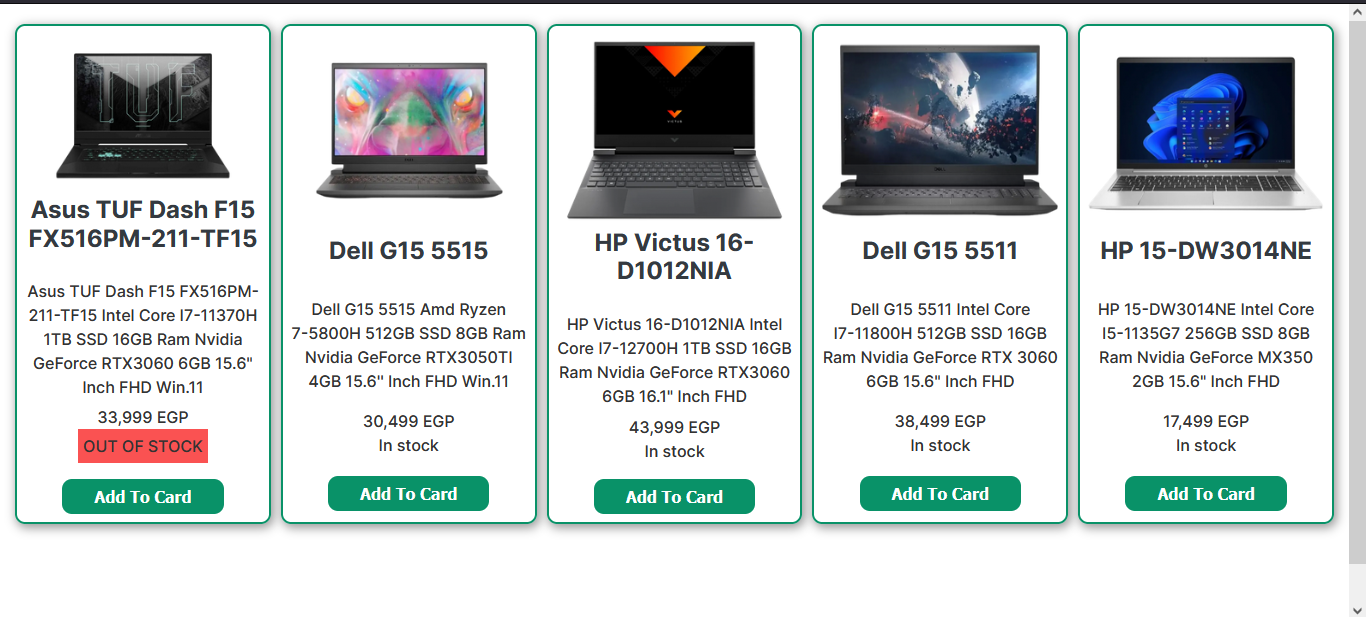 TUF
Asus TUF Dash F15
FX516PM-211-TF15
Asus TUF Dash F15 FX516PM-
211-TF15 Intel Core I7-11370H
1TB SSD 16GB Ram Nvidia
GeForce RTX3060 6GB 15.6"
Inch FHD Win.11
33,999 EGP
OUT OF STOCK
Add To Card
Dell G15 5515
Dell G15 5515 Amd Ryzen
7-5800H 512GB SSD 8GB Ram
Nvidia GeForce RTX3050TI
4GB 15.6'' Inch FHD Win.11
30,499 EGP
In stock
Add To Card
VICTUS
HP Victus 16-
D1012NIA
HP Victus 16-D1012NIA Intel
Core I7-12700H 1TB SSD 16GB
Ram Nvidia GeForce RTX3060
6GB 16.1" Inch FHD
43,999 EGP
In stock
Add To Card
Dell G15 5511
Dell G15 5511 Intel Core
I7-11800H 512GB SSD 16GB
Ram Nvidia GeForce RTX 3060
6GB 15.6" Inch FHD
38,499 EGP
In stock
Add To Card
HP 15-DW3014NE
HP 15-DW3014NE Intel Core
I5-1135G7 256GB SSD 8GB
Ram Nvidia GeForce MX350
2GB 15.6" Inch FHD
17,499 EGP
In stock
Add To Card